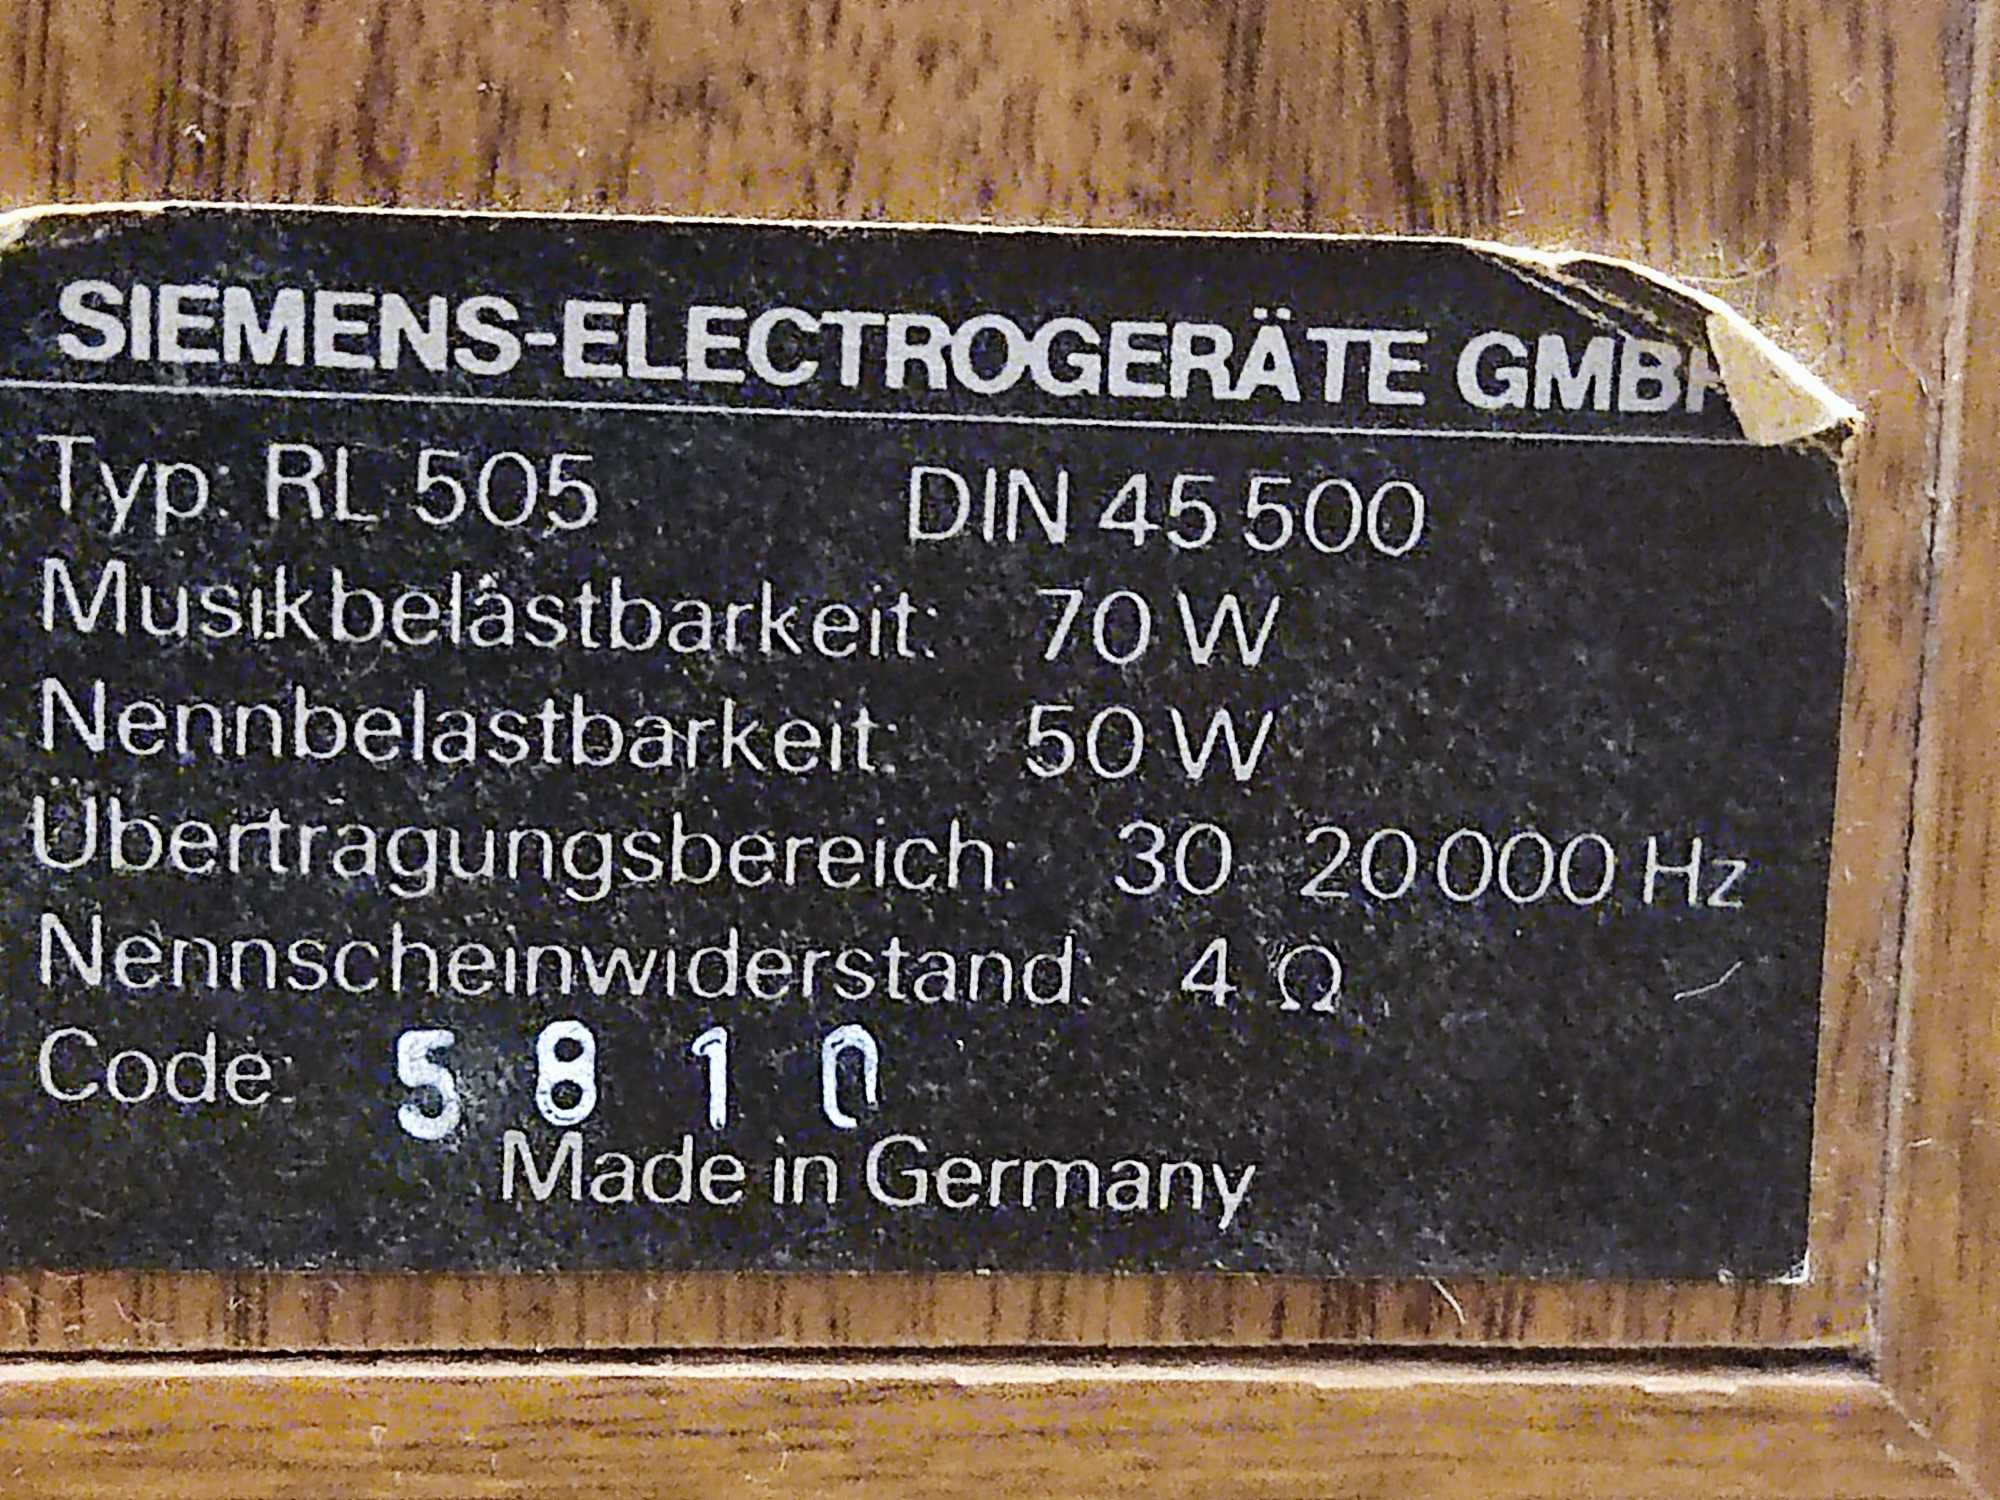 SIEMENS-ELECTROGERÄTE GMBH
Typ: RL 505 DIN 45 500
Musikbelastbarkeit: 70 W
Nennbelastbarkeit: 50 W
Übertragungsbereich: 30 20 000 Hz
Nennscheinwiderstand: 4 Ω
Code: 5810
Made in Germany